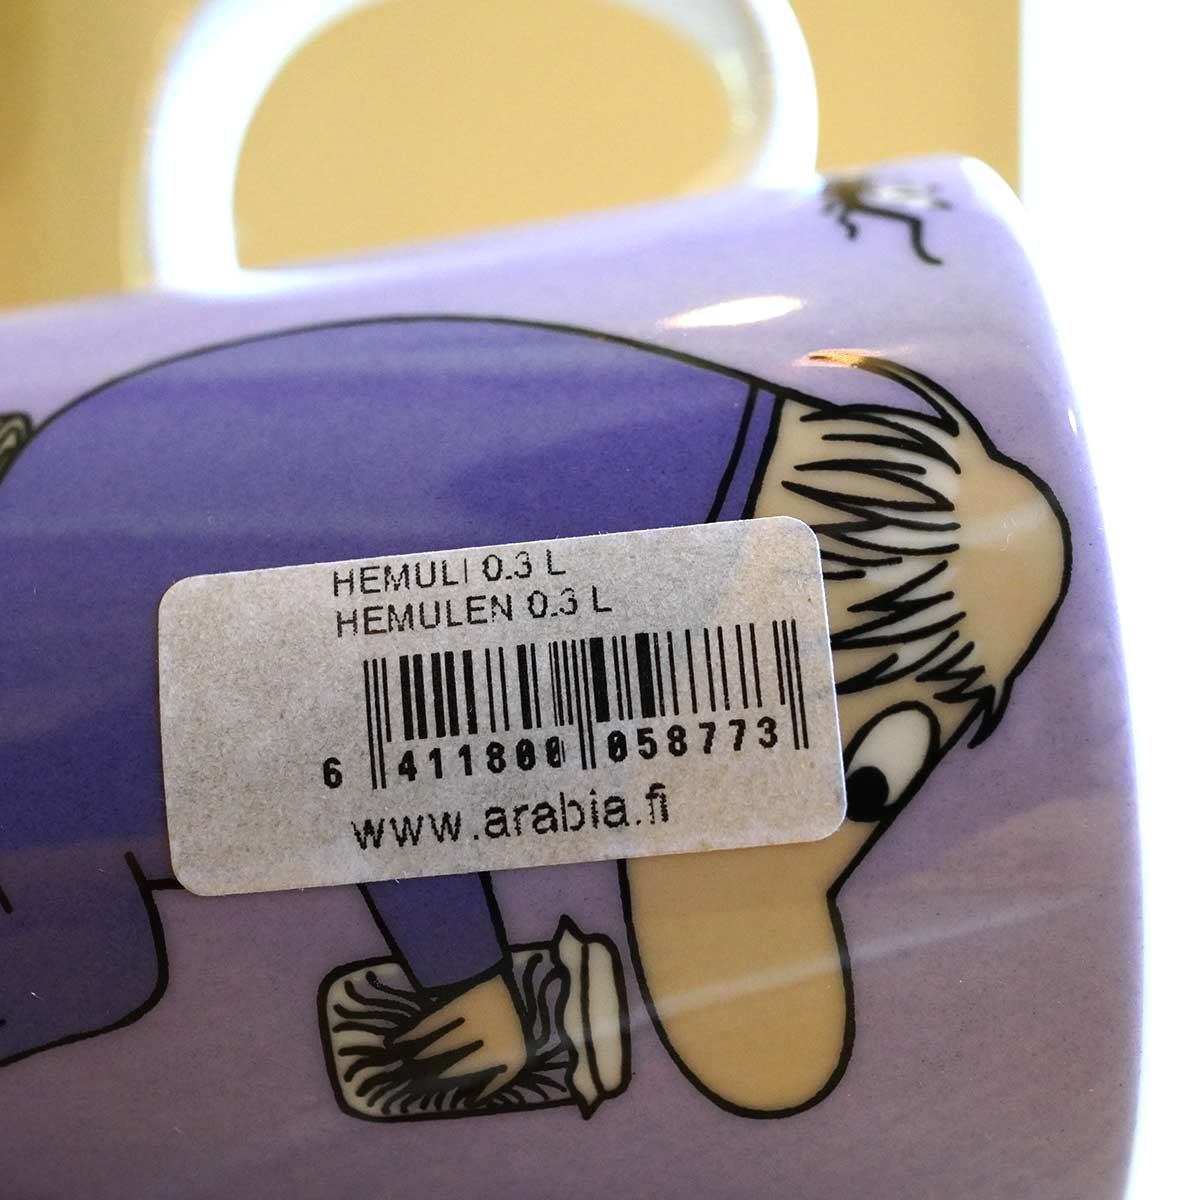 HEMULI 0.3 L
HEMULEN 0.3 L
6 411800 058773
www.arabia.fi